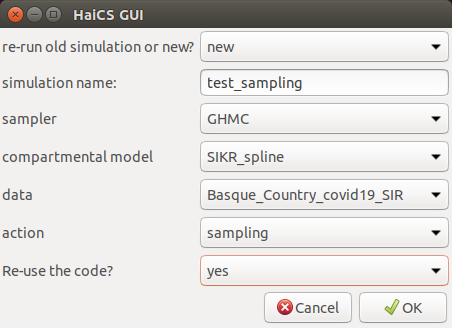 HaiCS GUI
re-run old simulation or new? new
simulation name: test_sampling
sampler GHMC
compartmental model SIKR_spline
data Basque_Country_covid19_SIR
action sampling
Re-use the code? yes
Cancel OK